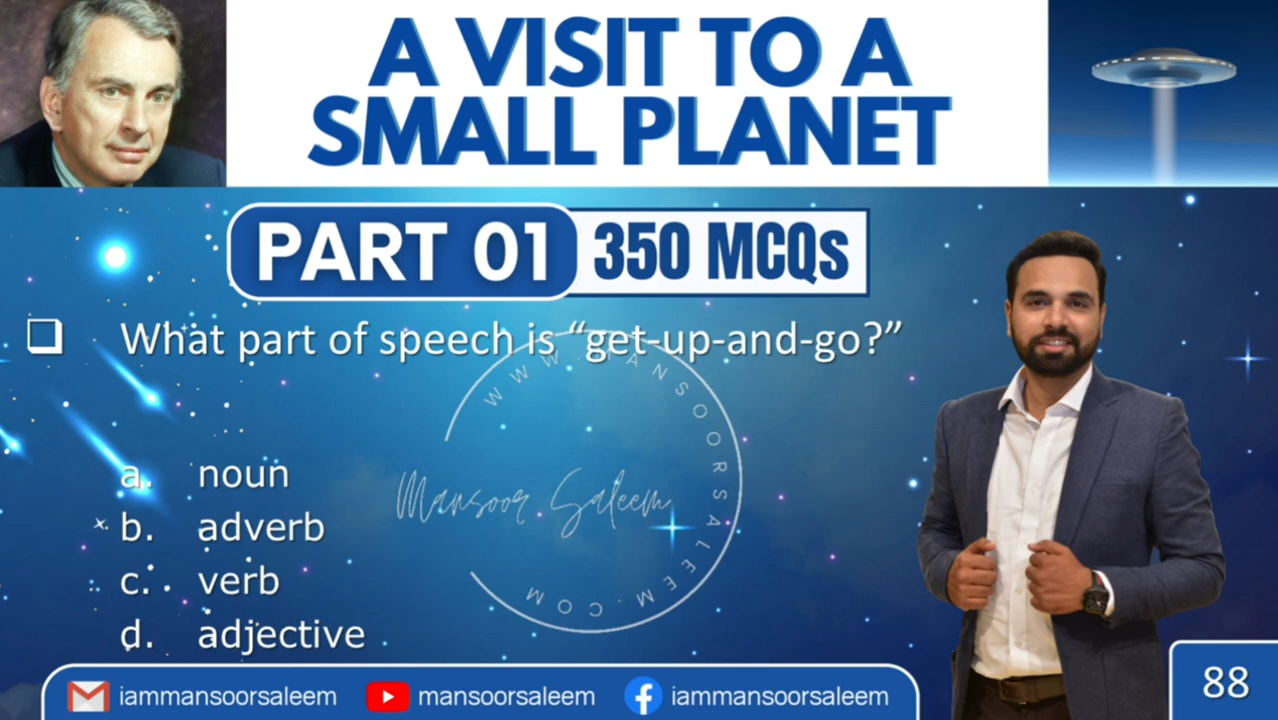 A VISIT TO A
SMALL PLANET
PART 01
350 MCQs
What part of speech is “get-up-and-go?”
a. noun
b. adverb
c. verb
d. adjective
WWW.MANSOORSALEEM.COM
Mansoor Saleem
iammansoorsaleem
mansoorsaleem
iammansoorsaleem
88